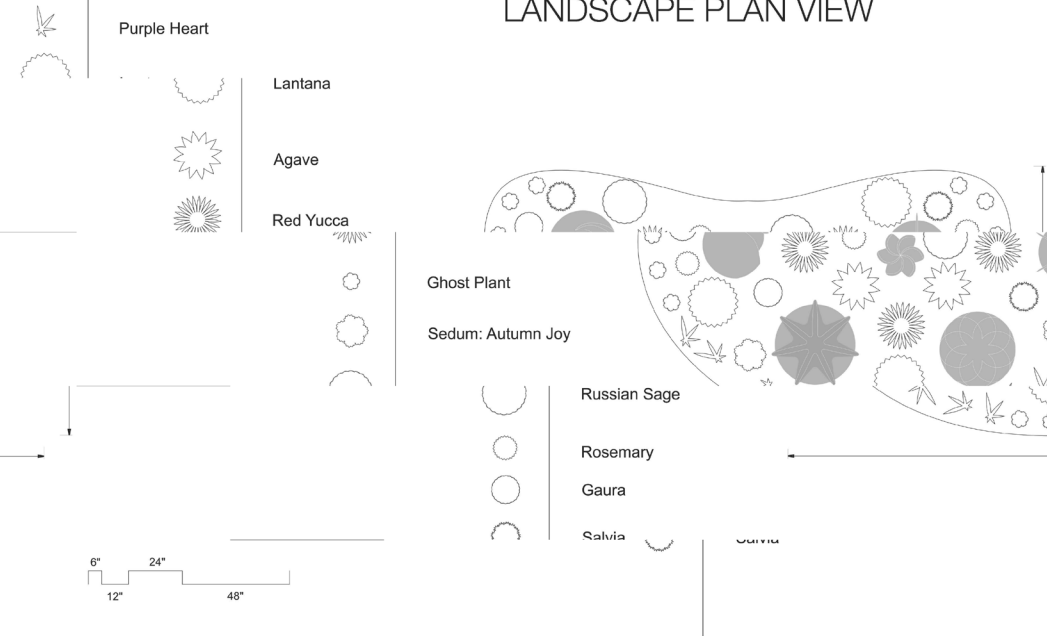 LANDSCAPE PLAN VIEW
Purple Heart
Lantana
Agave
Red Yucca
Ghost Plant
Sedum: Autumn Joy
Russian Sage
Rosemary
Gaura
Salvia
Salvia
6" 24"
12" 48"